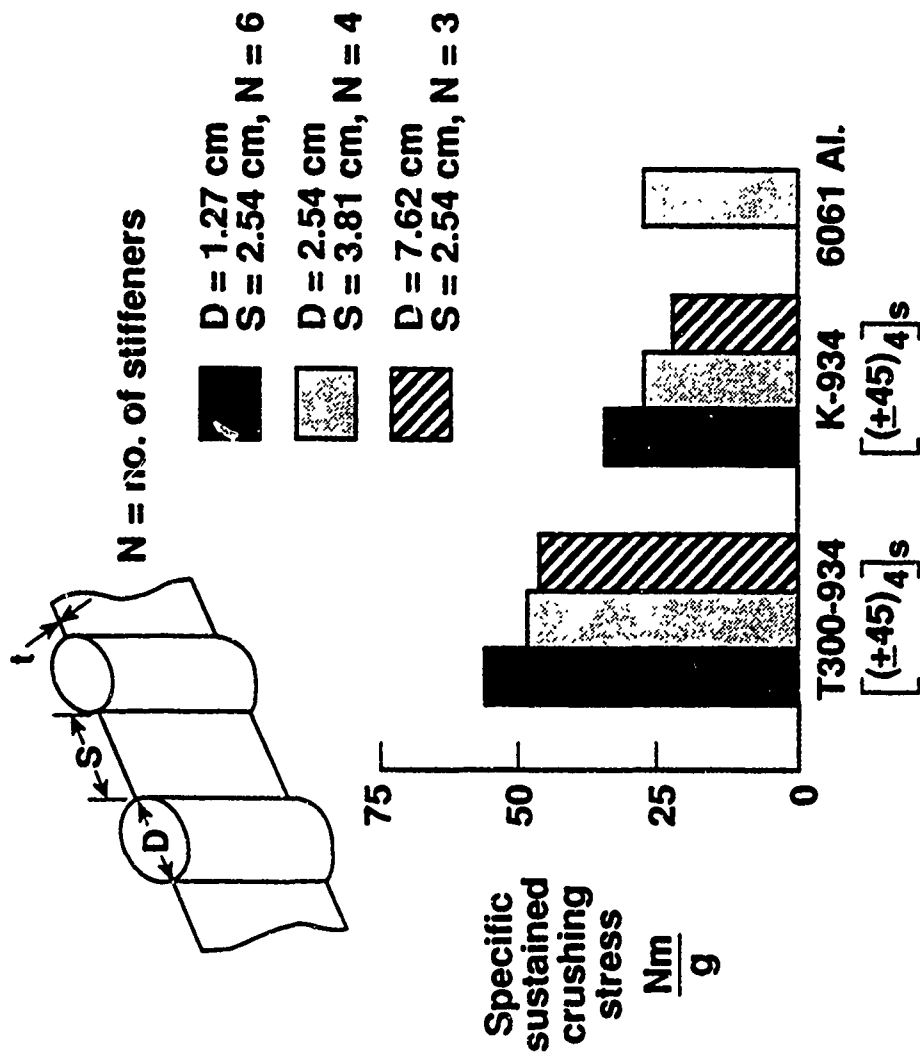 t
S
D
N = no. of stiffeners
D = 1.27 cm
S = 2.54 cm, N = 6
D = 2.54 cm
S = 3.81 cm, N = 4
D = 7.62 cm
S = 2.54 cm, N = 3
Specific
sustained
crushing
stress
Nm
g
75
50
25
0
T300-934
[(±45)4]s
K-934
[(±45)4]s
6061 Al.